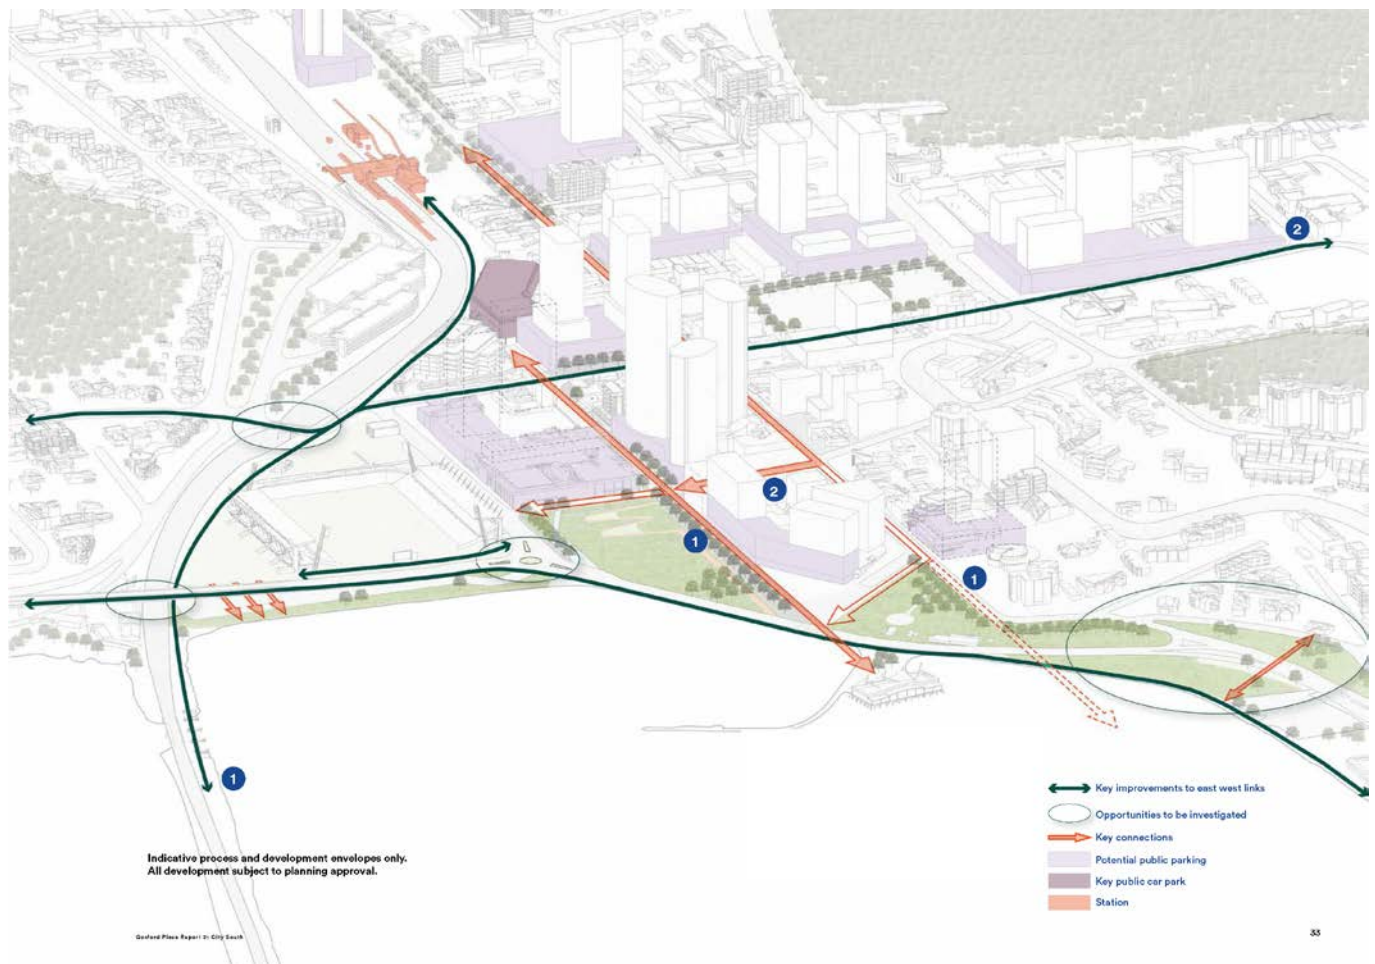 2
2
1
1
1
Key improvements to east west links
Opportunities to be investigated
Key connections
Potential public parking
Key public car park
Station
Indicative process and development envelopes only.
All development subject to planning approval.
Gosford Place Report 2: City South
33